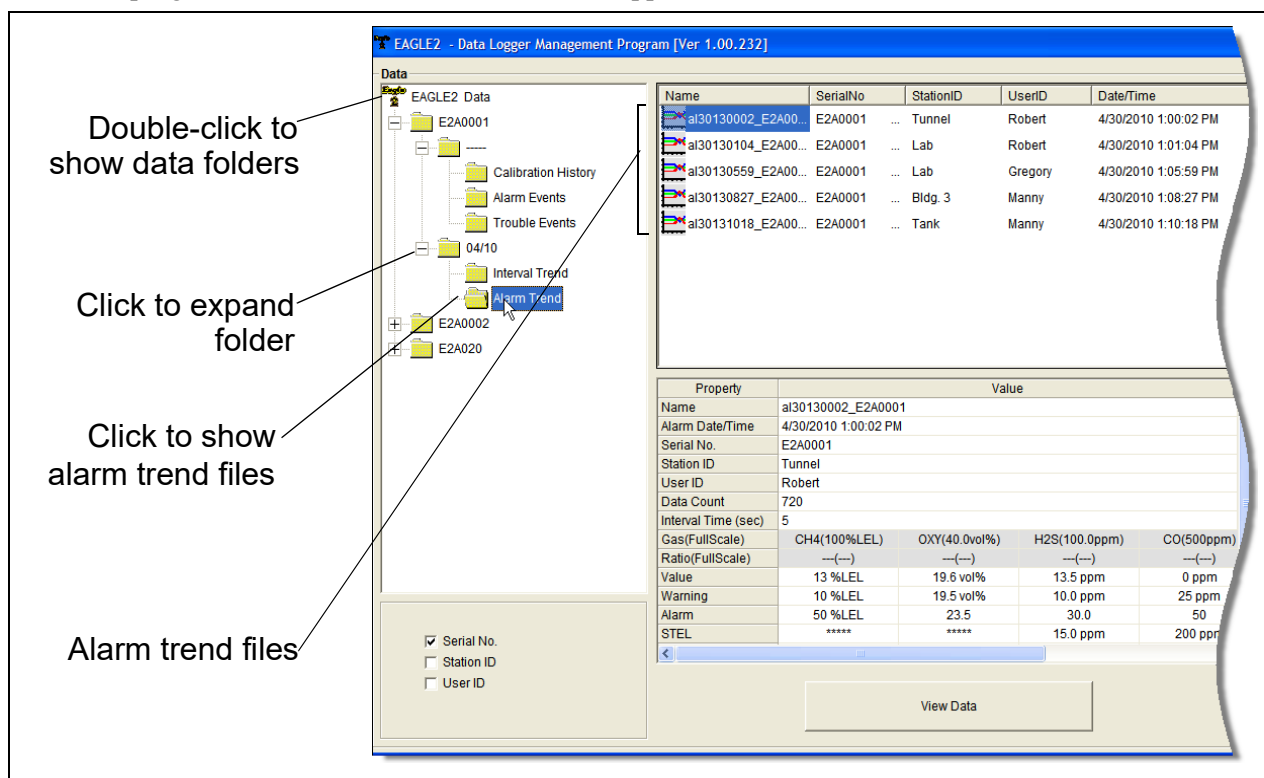 EAGLE2 - Data Logger Management Program [Ver 1.00.232]
Data
EAGLE2 Data
E2A0001
-----
Calibration History
Alarm Events
Trouble Events
04/10
Interval Trend
Alarm Trend
E2A0002
E2A020
Double-click to
show data folders
Click to expand
folder
Click to show
alarm trend files
Alarm trend files
Name SerialNo StationID UserID Date/Time
al30130002_E2A00... E2A0001 ... Tunnel Robert 4/30/2010 1:00:02 PM
al30130104_E2A00... E2A0001 ... Lab Robert 4/30/2010 1:01:04 PM
al30130559_E2A00... E2A0001 ... Lab Gregory 4/30/2010 1:05:59 PM
al30130827_E2A00... E2A0001 ... Bldg. 3 Manny 4/30/2010 1:08:27 PM
al30131018_E2A00... E2A0001 ... Tank Manny 4/30/2010 1:10:18 PM
Property Value
Name al30130002_E2A0001
Alarm Date/Time 4/30/2010 1:00:02 PM
Serial No. E2A0001
Station ID Tunnel
User ID Robert
Data Count 720
Interval Time (sec) 5
Gas(FullScale) CH4(100%LEL) OXY(40.0vol%) H2S(100.0ppm) CO(500ppm)
Ratio(FullScale) ---(---) ---(---) ---(---) ---(---)
Value 13 %LEL 19.6 vol% 13.5 ppm 0 ppm
Warning 10 %LEL 19.5 vol% 10.0 ppm 25 ppm
Alarm 50 %LEL 23.5 30.0 50
STEL ***** ***** 15.0 ppm 200 ppm
Serial No.
Station ID
User ID
View Data